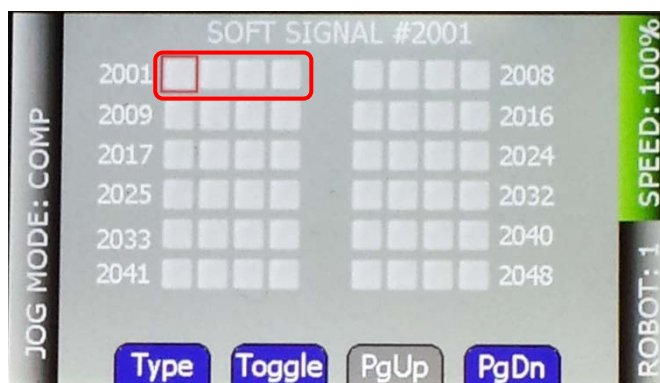 SOFT SIGNAL #2001
2001 2008
2009 2016
2017 2024
2025 2032
2033 2040
2041 2048
JOG MODE: COMP
SPEED: 100%
ROBOT: 1
Type Toggle PgUp PgDn